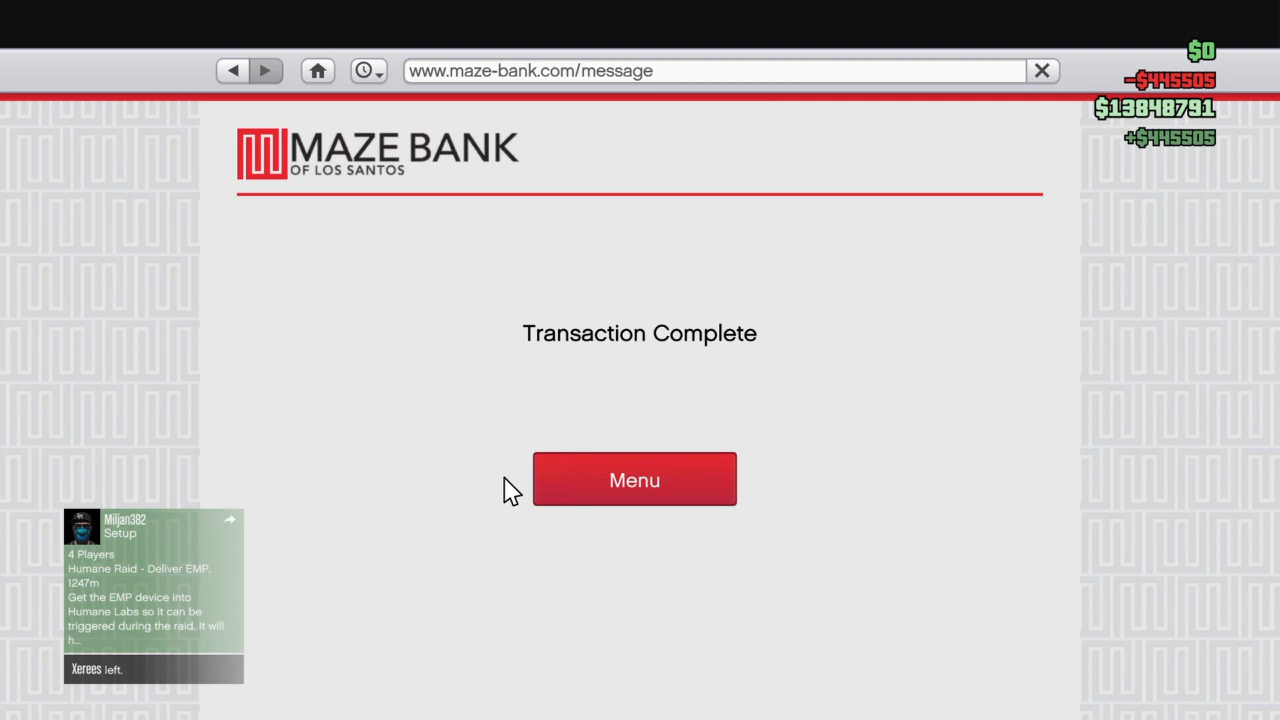 www.maze-bank.com/message
$0
-$445505
$13848791
+$445505
MAZE BANK
OF LOS SANTOS
Transaction Complete
Menu
Miljan382
Setup
4 Players
Humane Raid - Deliver EMP,
1247m
Get the EMP device into
Humane Labs so it can be
triggered during the raid. It will
h...
Xerees left.